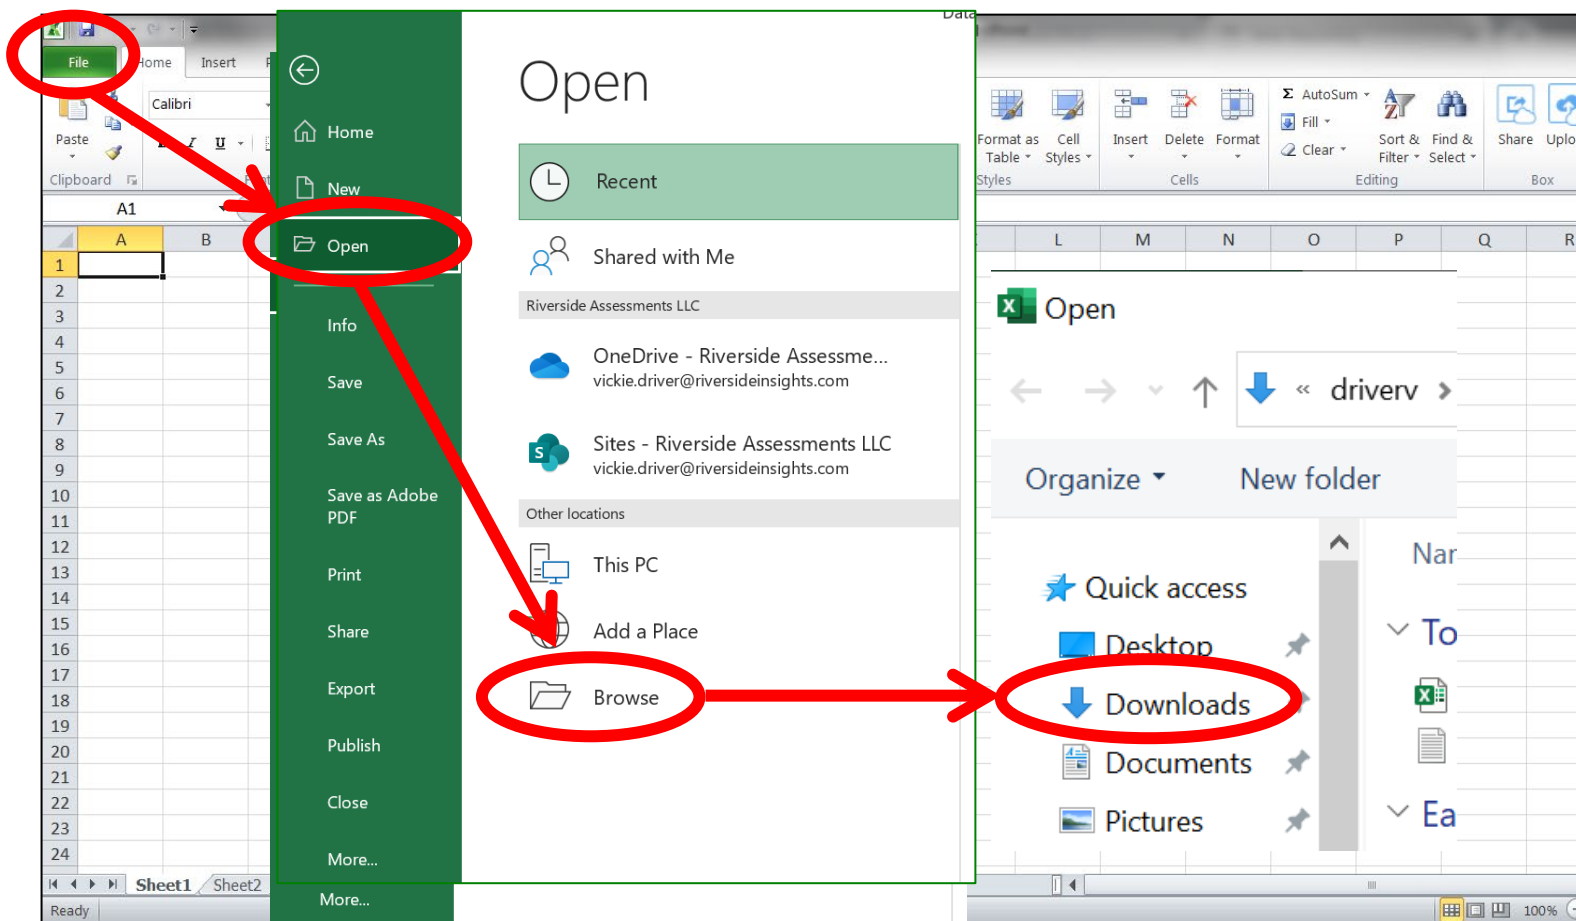 Data
File
Home
Insert
Calibri
Paste
I U
Clipboard
A1
A B
1
2
3
4
5
6
7
8
9
10
11
12
13
14
15
16
17
18
19
20
21
22
23
24
Sheet1 Sheet2
Ready
Home
New
Open
Info
Save
Save As
Save as Adobe
PDF
Print
Share
Export
Publish
Close
More...
More...
Open
Recent
Shared with Me
Riverside Assessments LLC
OneDrive - Riverside Assessme...
vickie.driver@riversideinsights.com
Sites - Riverside Assessments LLC
vickie.driver@riversideinsights.com
Other locations
This PC
Add a Place
Browse
Format as
Table
Cell
Styles
Styles
Insert
Delete
Format
Cells
Σ AutoSum
Fill
Clear
Sort &
Filter
Find &
Select
Editing
Share
Uplo
Box
L M N O P Q R
Open
« driverv >
Organize
New folder
Nar
Quick access
Desktop
Downloads
Documents
Pictures
To
Ea
100%